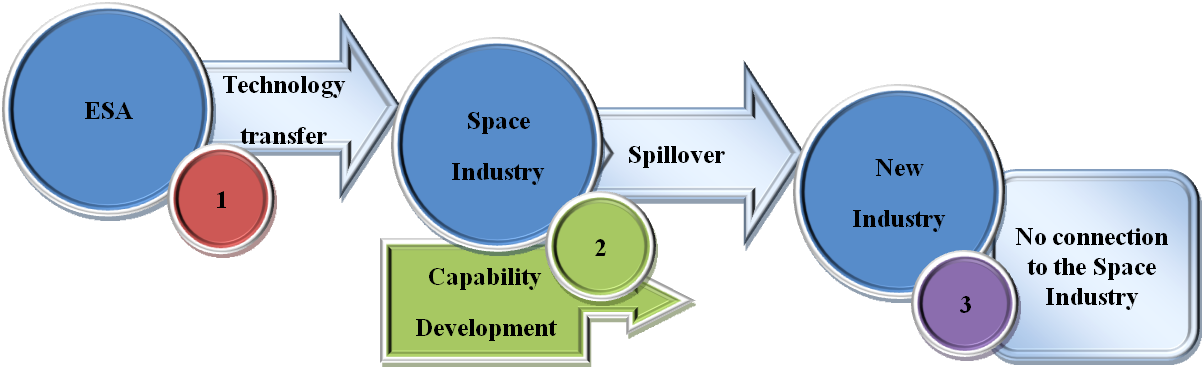 ESA
Technology
transfer
1
Space
Industry
Spillover
2
Capability
Development
New
Industry
3
No connection
to the Space
Industry